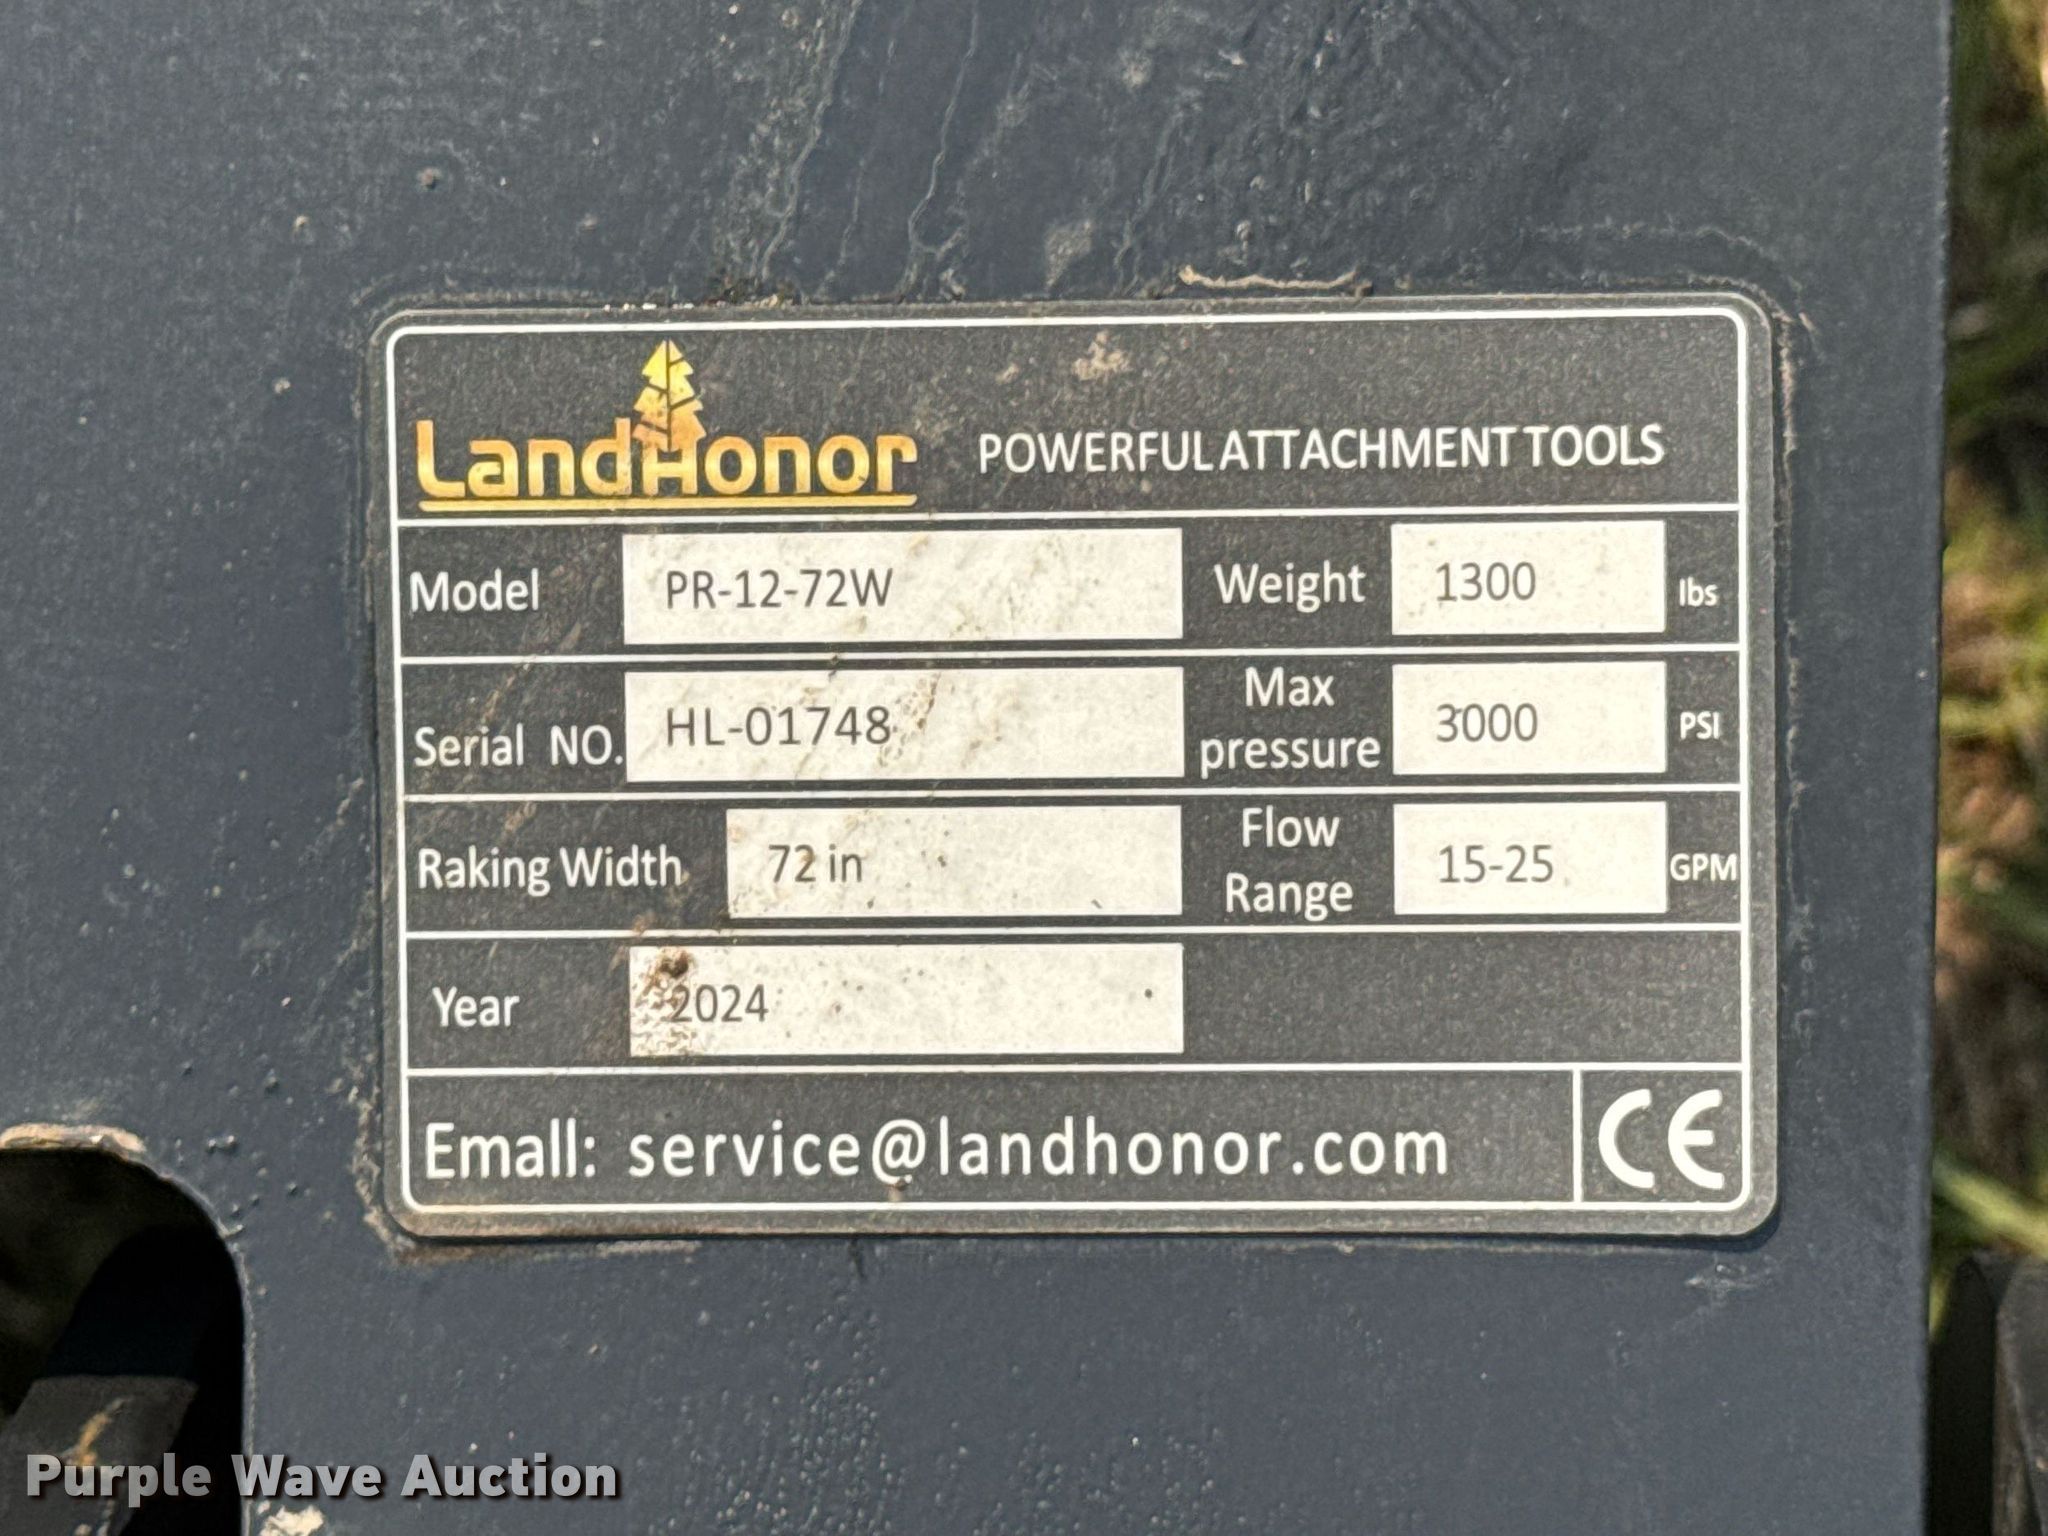 LandHonor POWERFUL ATTACHMENT TOOLS
Model PR-12-72W Weight 1300 lbs
Serial NO. HL-01748 Max pressure 3000 PSI
Raking Width 72 in Flow Range 15-25 GPM
Year 2024
Emall: service@landhonor.com CE
Purple Wave Auction